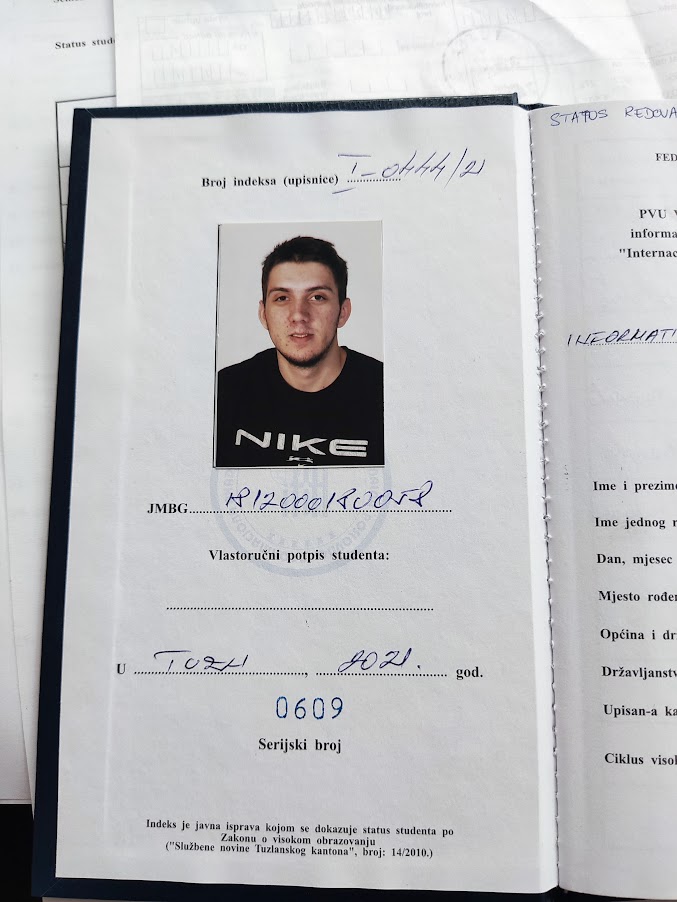 Status stud
Broj indeksa (upisnice) I-0444/21
NIKE
JMBG 1812000180058
Vlastoručni potpis studenta:
U TUZLI, 2021. god.
0609
Serijski broj
Indeks je javna isprava kojom se dokazuje status studenta po
Zakonu o visokom obrazovanju
("Službene novine Tuzlanskog kantona", broj: 14/2010.)
STATUS REDOVA
FED
PVU V
informa
"Internac
INFORMATI
Ime i prezime
Ime jednog r
Dan, mjesec
Mjesto rođen
Općina i dr
Državljanstv
Upisan-a ka
Ciklus visok